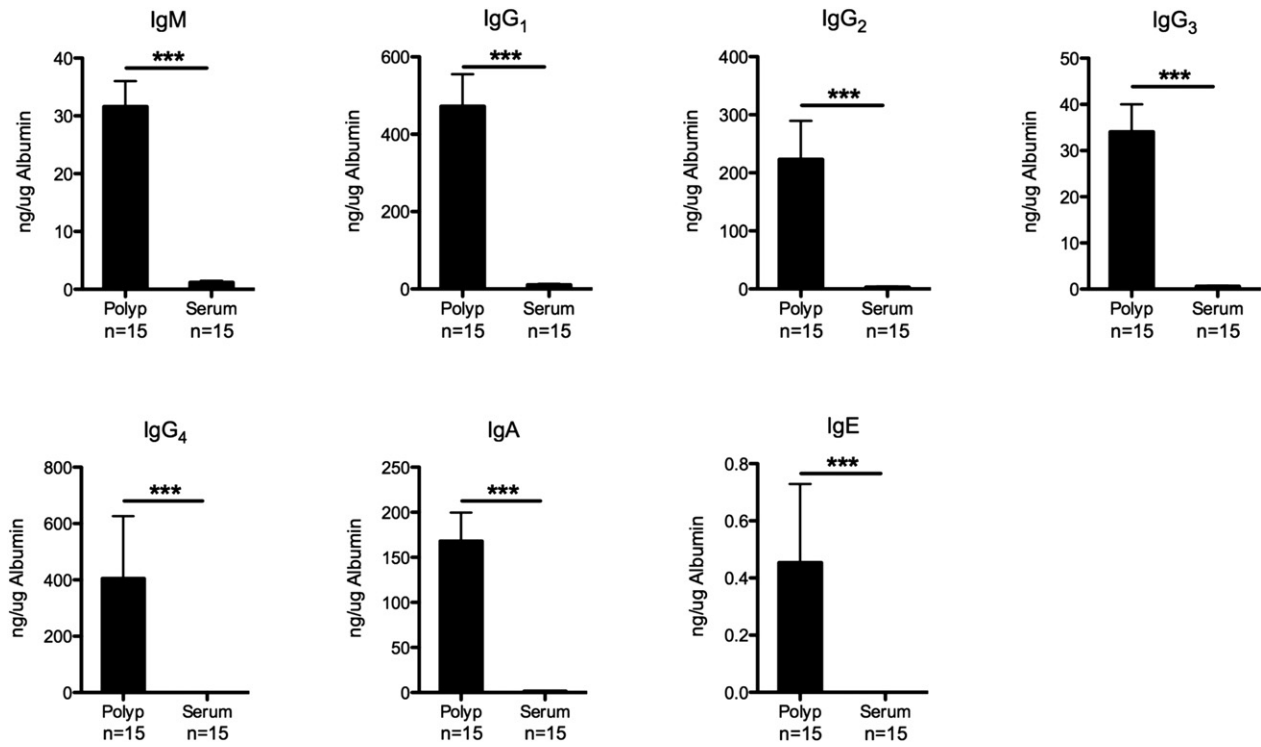 IgM
***
ng/ug Albumin
40
30
20
10
0
Polyp
n=15
Serum
n=15
IgG1
***
ng/ug Albumin
600
400
200
0
Polyp
n=15
Serum
n=15
IgG2
***
ng/ug Albumin
400
300
200
100
0
Polyp
n=15
Serum
n=15
IgG3
***
ng/ug Albumin
50
40
30
20
10
0
Polyp
n=15
Serum
n=15
IgG4
***
ng/ug Albumin
800
600
400
200
0
Polyp
n=15
Serum
n=15
IgA
***
ng/ug Albumin
250
200
150
100
50
0
Polyp
n=15
Serum
n=15
IgE
***
ng/ug Albumin
0.8
0.6
0.4
0.2
0.0
Polyp
n=15
Serum
n=15